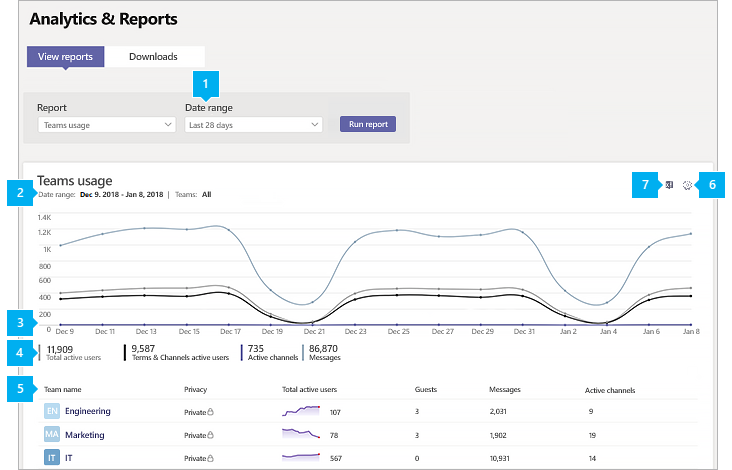 Analytics & Reports
View reports Downloads
1
Report Date range
Teams usage Last 28 days Run report
Teams usage
7 6
2 Date range: Dec 9. 2018 - Jan 8, 2018 | Teams: All
1.4K
1.2K
1K
800
600
400
200
3 0
Dec 9 Dec 11 Dec 13 Dec 15 Dec 17 Dec 19 Dec 21 Dec 23 Dec 25 Dec 27 Dec 29 Dec 31 Jan 2 Jan 4 Jan 6 Jan 8
4 11,909 9,587 735 86,870
Total active users Terms & Channels active users Active channels Messages
5 Team name Privacy Total active users Guests Messages Active channels
EN Engineering Private 107 3 2,031 9
MA Marketing Private 78 3 1,902 19
IT IT Private 567 0 10,931 14